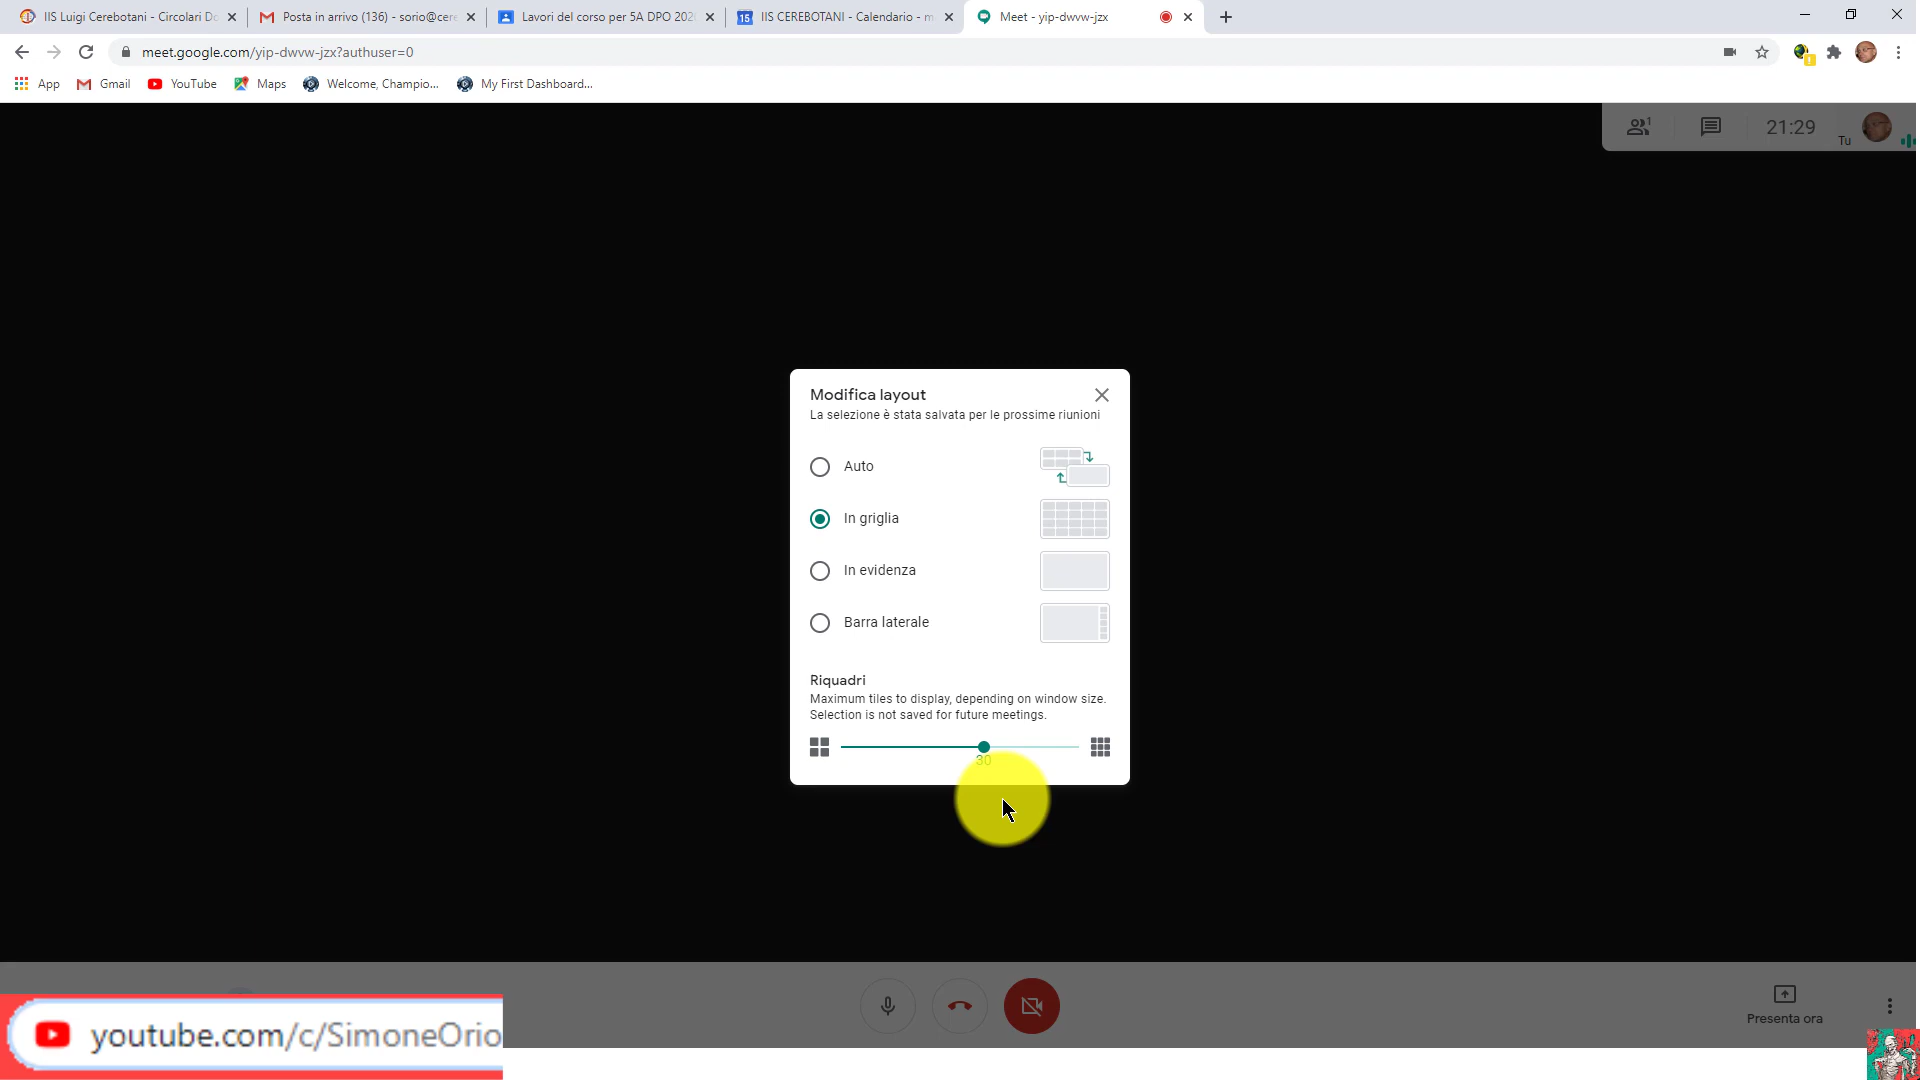 IIS Luigi Cerebotani - Circolari Do
Posta in arrivo (136) - sorio@cere
Lavori del corso per 5A DPO 202
IIS CEREBOTANI - Calendario - m
Meet - yip-dwvw-jzx
meet.google.com/yip-dwvw-jzx?authuser=0
App
Gmail
YouTube
Maps
Welcome, Champio...
My First Dashboard...
1
21:29
Tu
Modifica layout
La selezione è stata salvata per le prossime riunioni
Auto
In griglia
In evidenza
Barra laterale
Riquadri
Maximum tiles to display, depending on window size.
Selection is not saved for future meetings.
30
Presenta ora
youtube.com/c/SimoneOrio